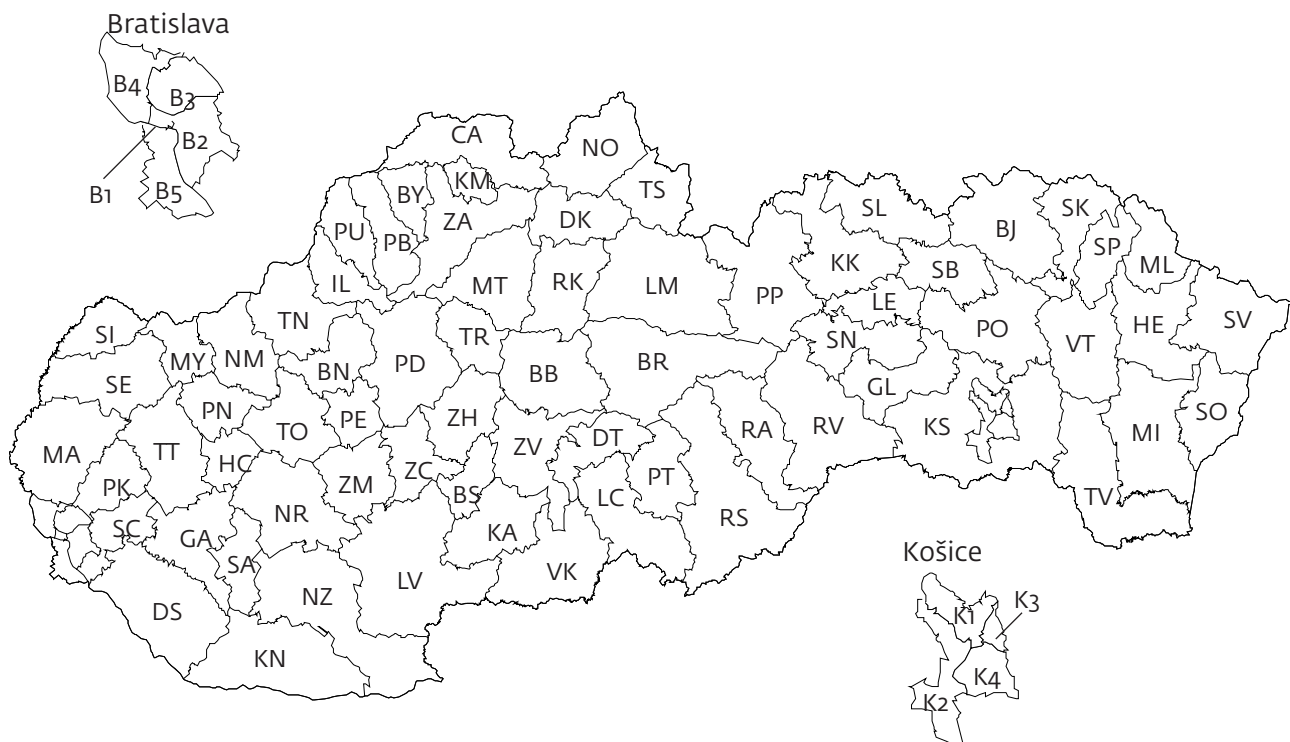 Bratislava
B4
B3
B2
B1
B5
CA
NO
KM
TS
BY
SL
SK
PU
ZA
DK
BJ
PB
SP
KK
SB
ML
IL
MT
RK
LM
PP
LE
TN
SV
SI
PO
HE
TR
SN
VT
MY
NM
PD
BR
BN
BB
SE
GL
PN
PE
ZH
SO
TO
RA
RV
KS
MI
DT
TT
ZV
MA
HC
ZC
PT
ZM
PK
BS
LC
TV
NR
RS
SC
GA
KA
SA
VK
LV
NZ
DS
KN
Košice
K3
K1
K4
K2